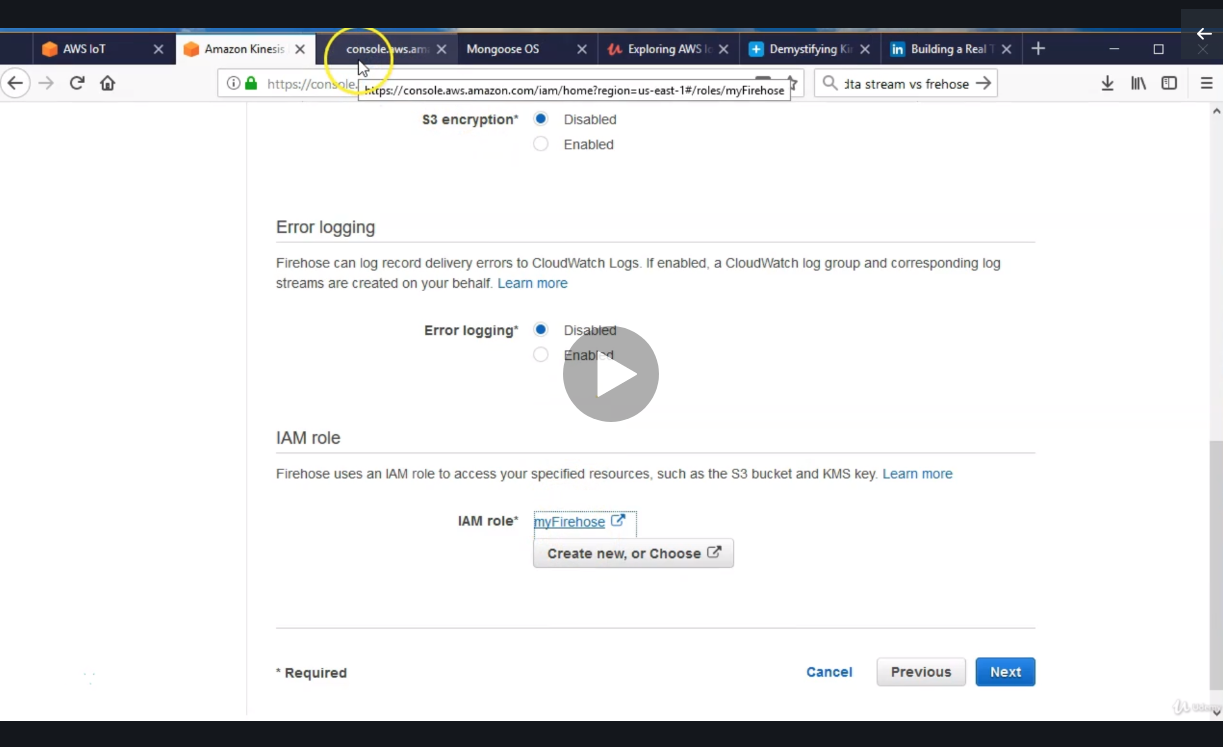 AWS IoT
Amazon Kinesis
console.aws.ama
Mongoose OS
Exploring AWS Io
Demystifying Kin
Building a Real T
https://console.
https://console.aws.amazon.com/iam/home?region=us-east-1#/roles/myFirehose
dta stream vs frehose
S3 encryption*
Disabled
Enabled
Error logging
Firehose can log record delivery errors to CloudWatch Logs. If enabled, a CloudWatch log group and corresponding log
streams are created on your behalf. Learn more
Error logging*
Disabled
Enabled
IAM role
Firehose uses an IAM role to access your specified resources, such as the S3 bucket and KMS key. Learn more
IAM role*
myFirehose
Create new, or Choose
* Required
Cancel
Previous
Next